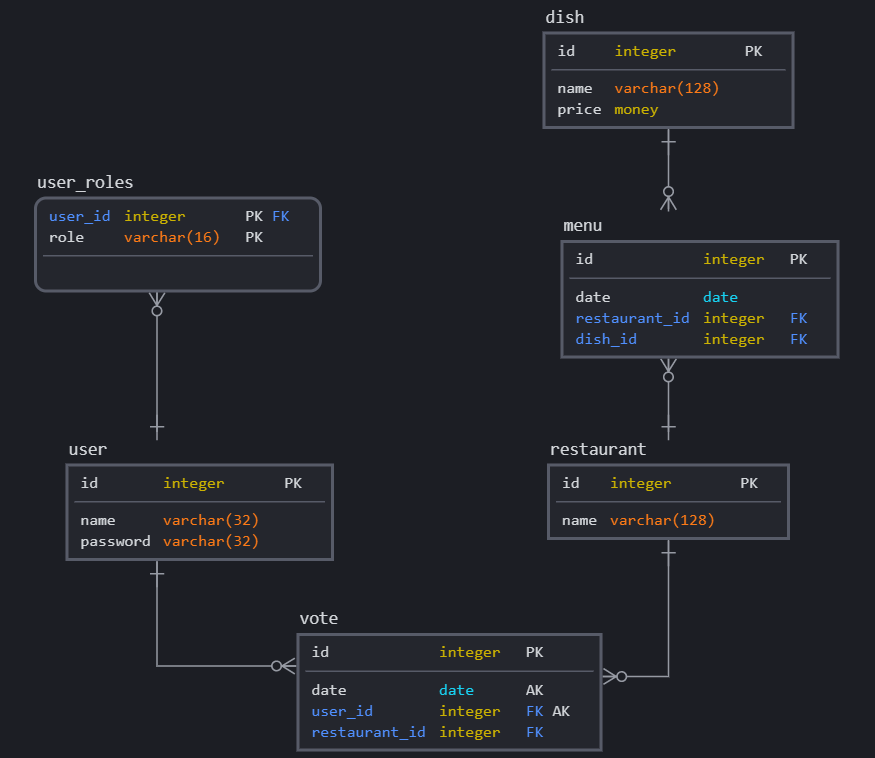 dish
id integer PK
name varchar(128)
price money
user_roles
user_id integer PK FK
role varchar(16) PK
menu
id integer PK
date date
restaurant_id integer FK
dish_id integer FK
user
id integer PK
name varchar(32)
password varchar(32)
restaurant
id integer PK
name varchar(128)
vote
id integer PK
date date AK
user_id integer FK AK
restaurant_id integer FK